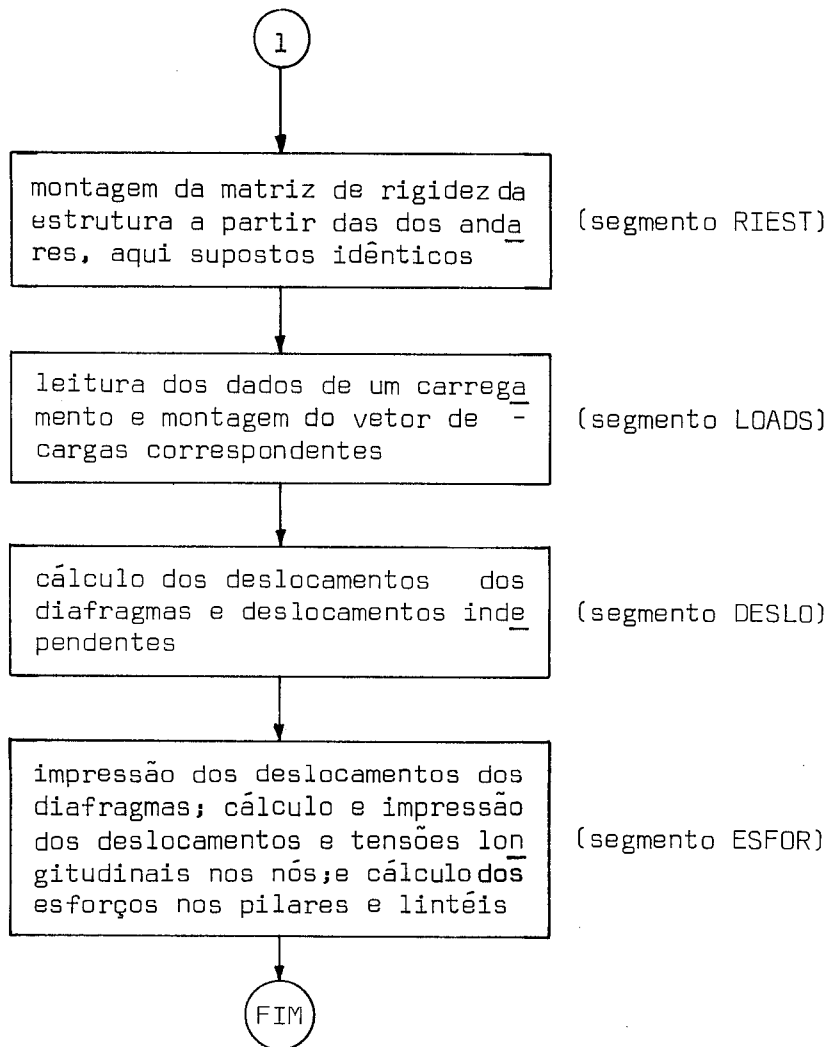 1
montagem da matriz de rigidez da
estrutura a partir das dos anda
res, aqui supostos idênticos
(segmento RIEST)
leitura dos dados de um carrega
mento e montagem do vetor de -
cargas correspondentes
(segmento LOADS)
cálculo dos deslocamentos dos
diafragmas e deslocamentos inde
pendentes
(segmento DESLO)
impressão dos deslocamentos dos
diafragmas; cálculo e impressão
dos deslocamentos e tensões lon
gitudinais nos nós;e cálculo dos
esforços nos pilares e lintéis
(segmento ESFOR)
FIM